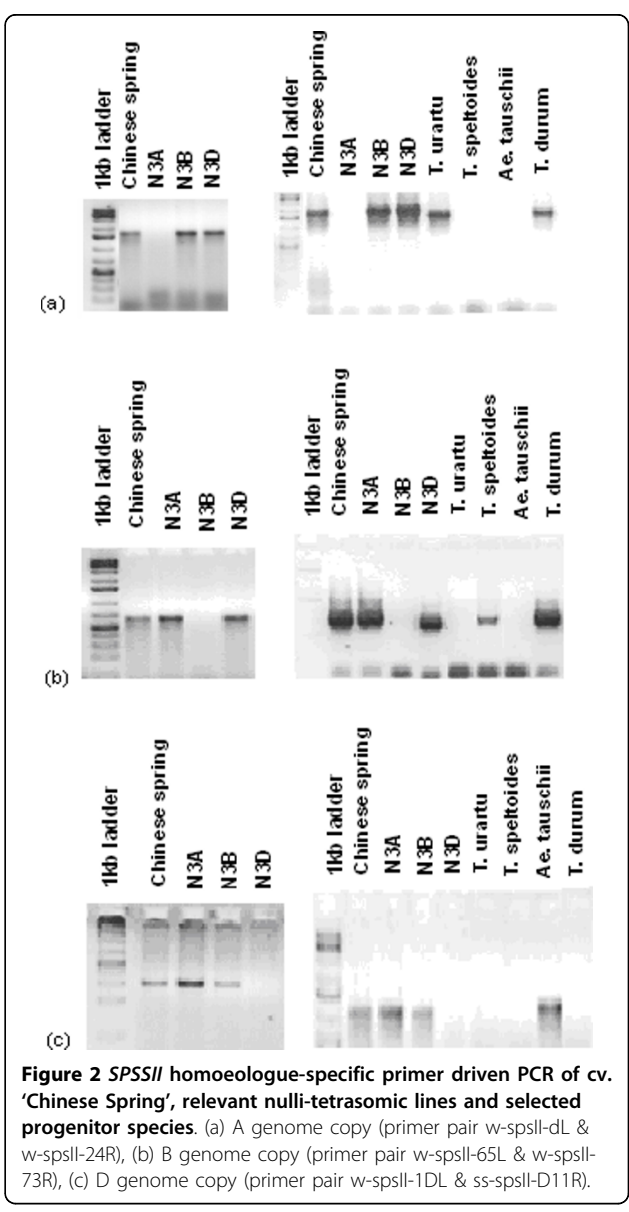 1kb ladder
Chinese spring
N3A
N3B
N3D
1kb ladder
Chinese spring
N3A
N3B
N3D
T. urartu
T. speltoides
Ae. tauschii
T. durum
(a)
1kb ladder
Chinese spring
N3A
N3B
N3D
1kb ladder
Chinese spring
N3A
N3B
N3D
T. urartu
T. speltoides
Ae. tauschii
T. durum
(b)
1kb ladder
Chinese spring
N3A
N3B
N3D
1kb ladder
Chinese spring
N3A
N3B
N3D
T. urartu
T. speltoides
Ae. tauschii
T. durum
(c)
Figure 2 SPSSII homoeologue-specific primer driven PCR of cv.
'Chinese Spring', relevant nulli-tetrasomic lines and selected
progenitor species. (a) A genome copy (primer pair w-spsII-dL &
w-spsII-24R), (b) B genome copy (primer pair w-spsII-65L & w-spsII-
73R), (c) D genome copy (primer pair w-spsII-1DL & ss-spsII-D11R).